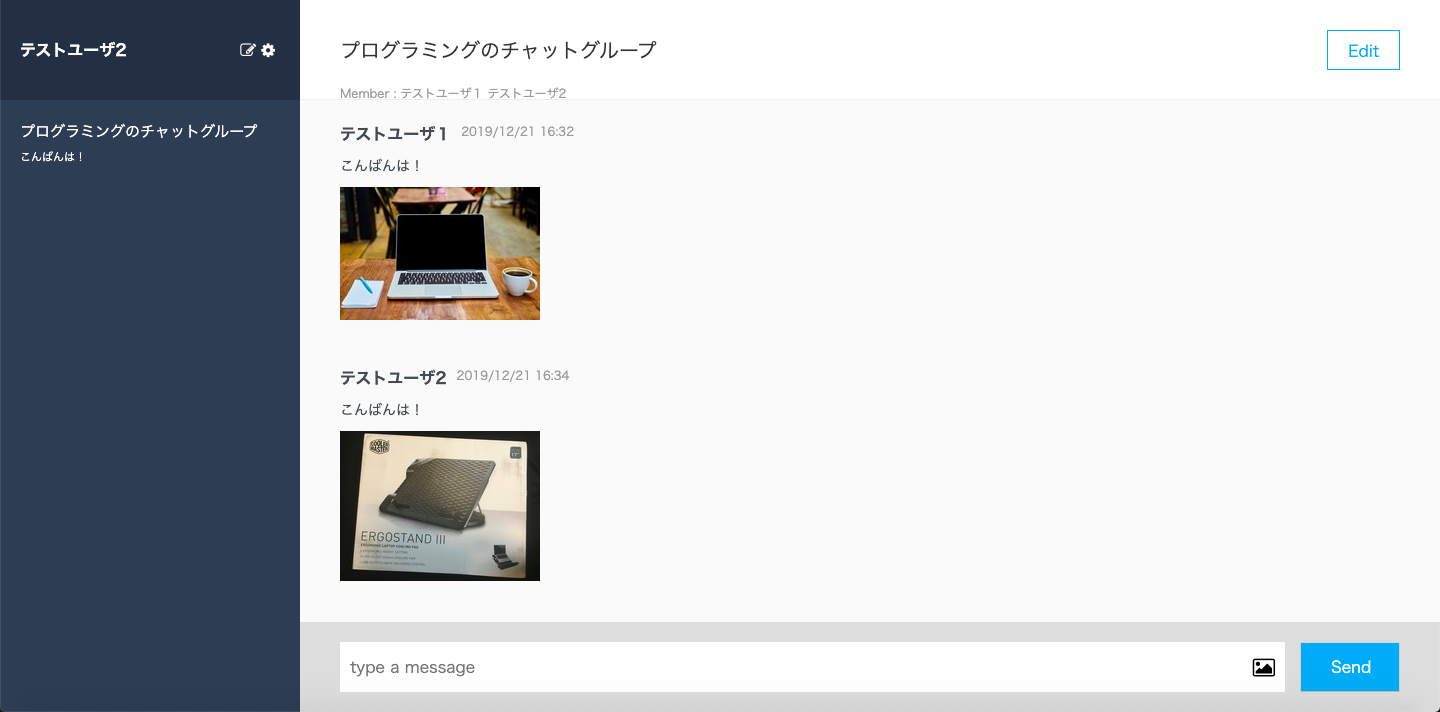 テストユーザ2
プログラミングのチャットグループ
こんばんは！
プログラミングのチャットグループ
Edit
Member : テストユーザ１ テストユーザ2
テストユーザ１ 2019/12/21 16:32
こんばんは！
テストユーザ2 2019/12/21 16:34
こんばんは！
COOLER
MASTER
17"
ERGOSTAND III
ERGONOMIC LAPTOP COOLING PAD
type a message
Send